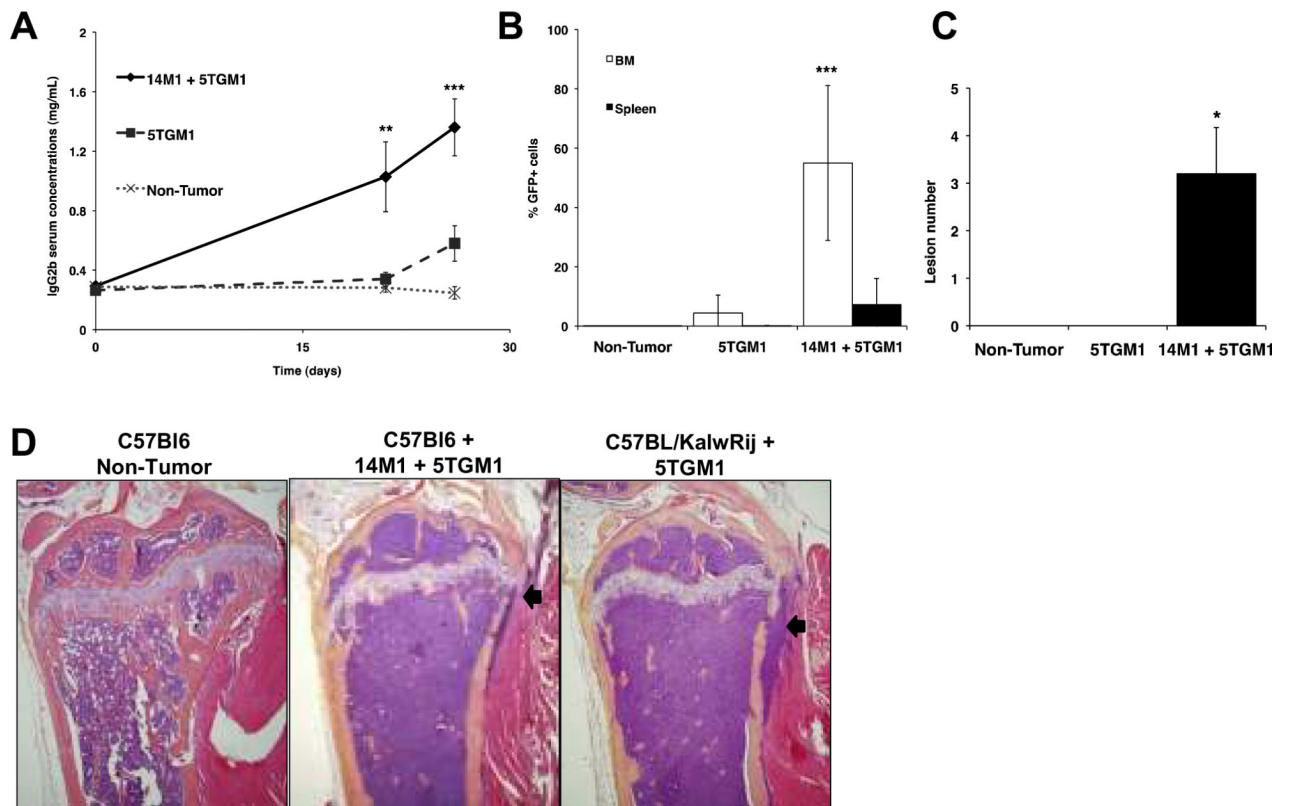 A
IgG2b serum concentrations (mg/mL)
2
1.6
1.2
0.8
0.4
0
14M1 + 5TGM1
5TGM1
Non-Tumor
**
***
0
15
30
Time (days)
B
% GFP+ cells
100
80
60
40
20
0
BM
Spleen
***
Non-Tumor
5TGM1
14M1 + 5TGM1
C
Lesion number
5
4
3
2
1
0
*
Non-Tumor
5TGM1
14M1 + 5TGM1
D
C57Bl6
Non-Tumor
C57Bl6 +
14M1 + 5TGM1
C57BL/KalwRij +
5TGM1